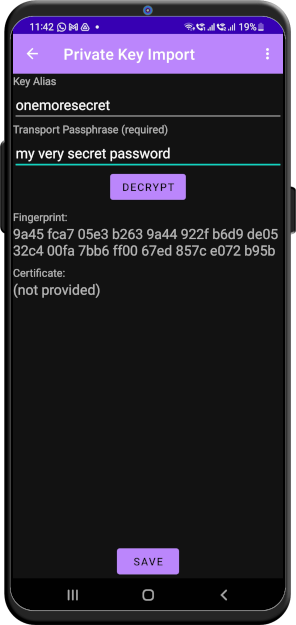 11:42 19%
Private Key Import
Key Alias
onemoresecret
Transport Passphrase (required)
my very secret password
DECRYPT
Fingerprint:
9a45 fca7 05e3 b263 9a44 922f b6d9 de05
32c4 00fa 7bb6 ff00 67ed 857c e072 b95b
Certificate:
(not provided)
SAVE